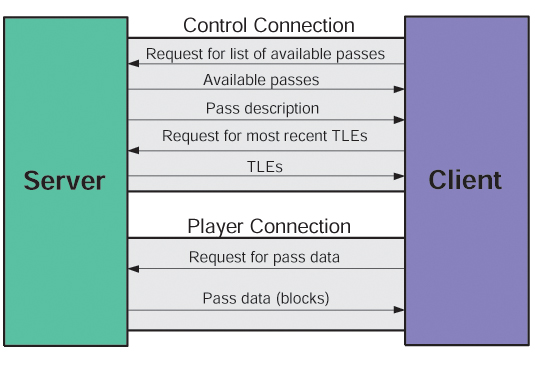 Control Connection
Request for list of available passes
Available passes
Pass description
Request for most recent TLEs
TLEs
Server
Client
Player Connection
Request for pass data
Pass data (blocks)